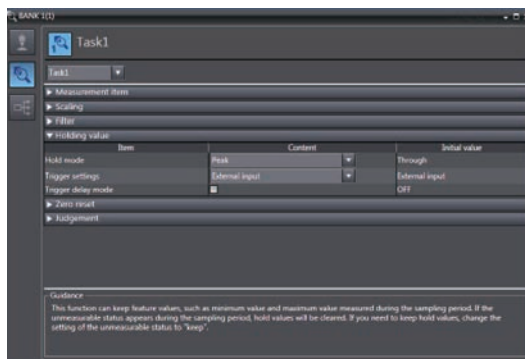 BANK 1(1)
Task1
Task1
Measurement item
Scaling
Filter
Holding value
Item Content Initial value
Hold mode Peak Through
Trigger settings External input External input
Trigger delay mode OFF
Zero reset
Judgement
Guidance
This function can keep feature values, such as minimum value and maximum value measured during the sampling period. If the
unmeasurable status appears during the sampling period, hold values will be cleared. If you need to keep hold values, change the
setting of the unmeasurable status to "keep".